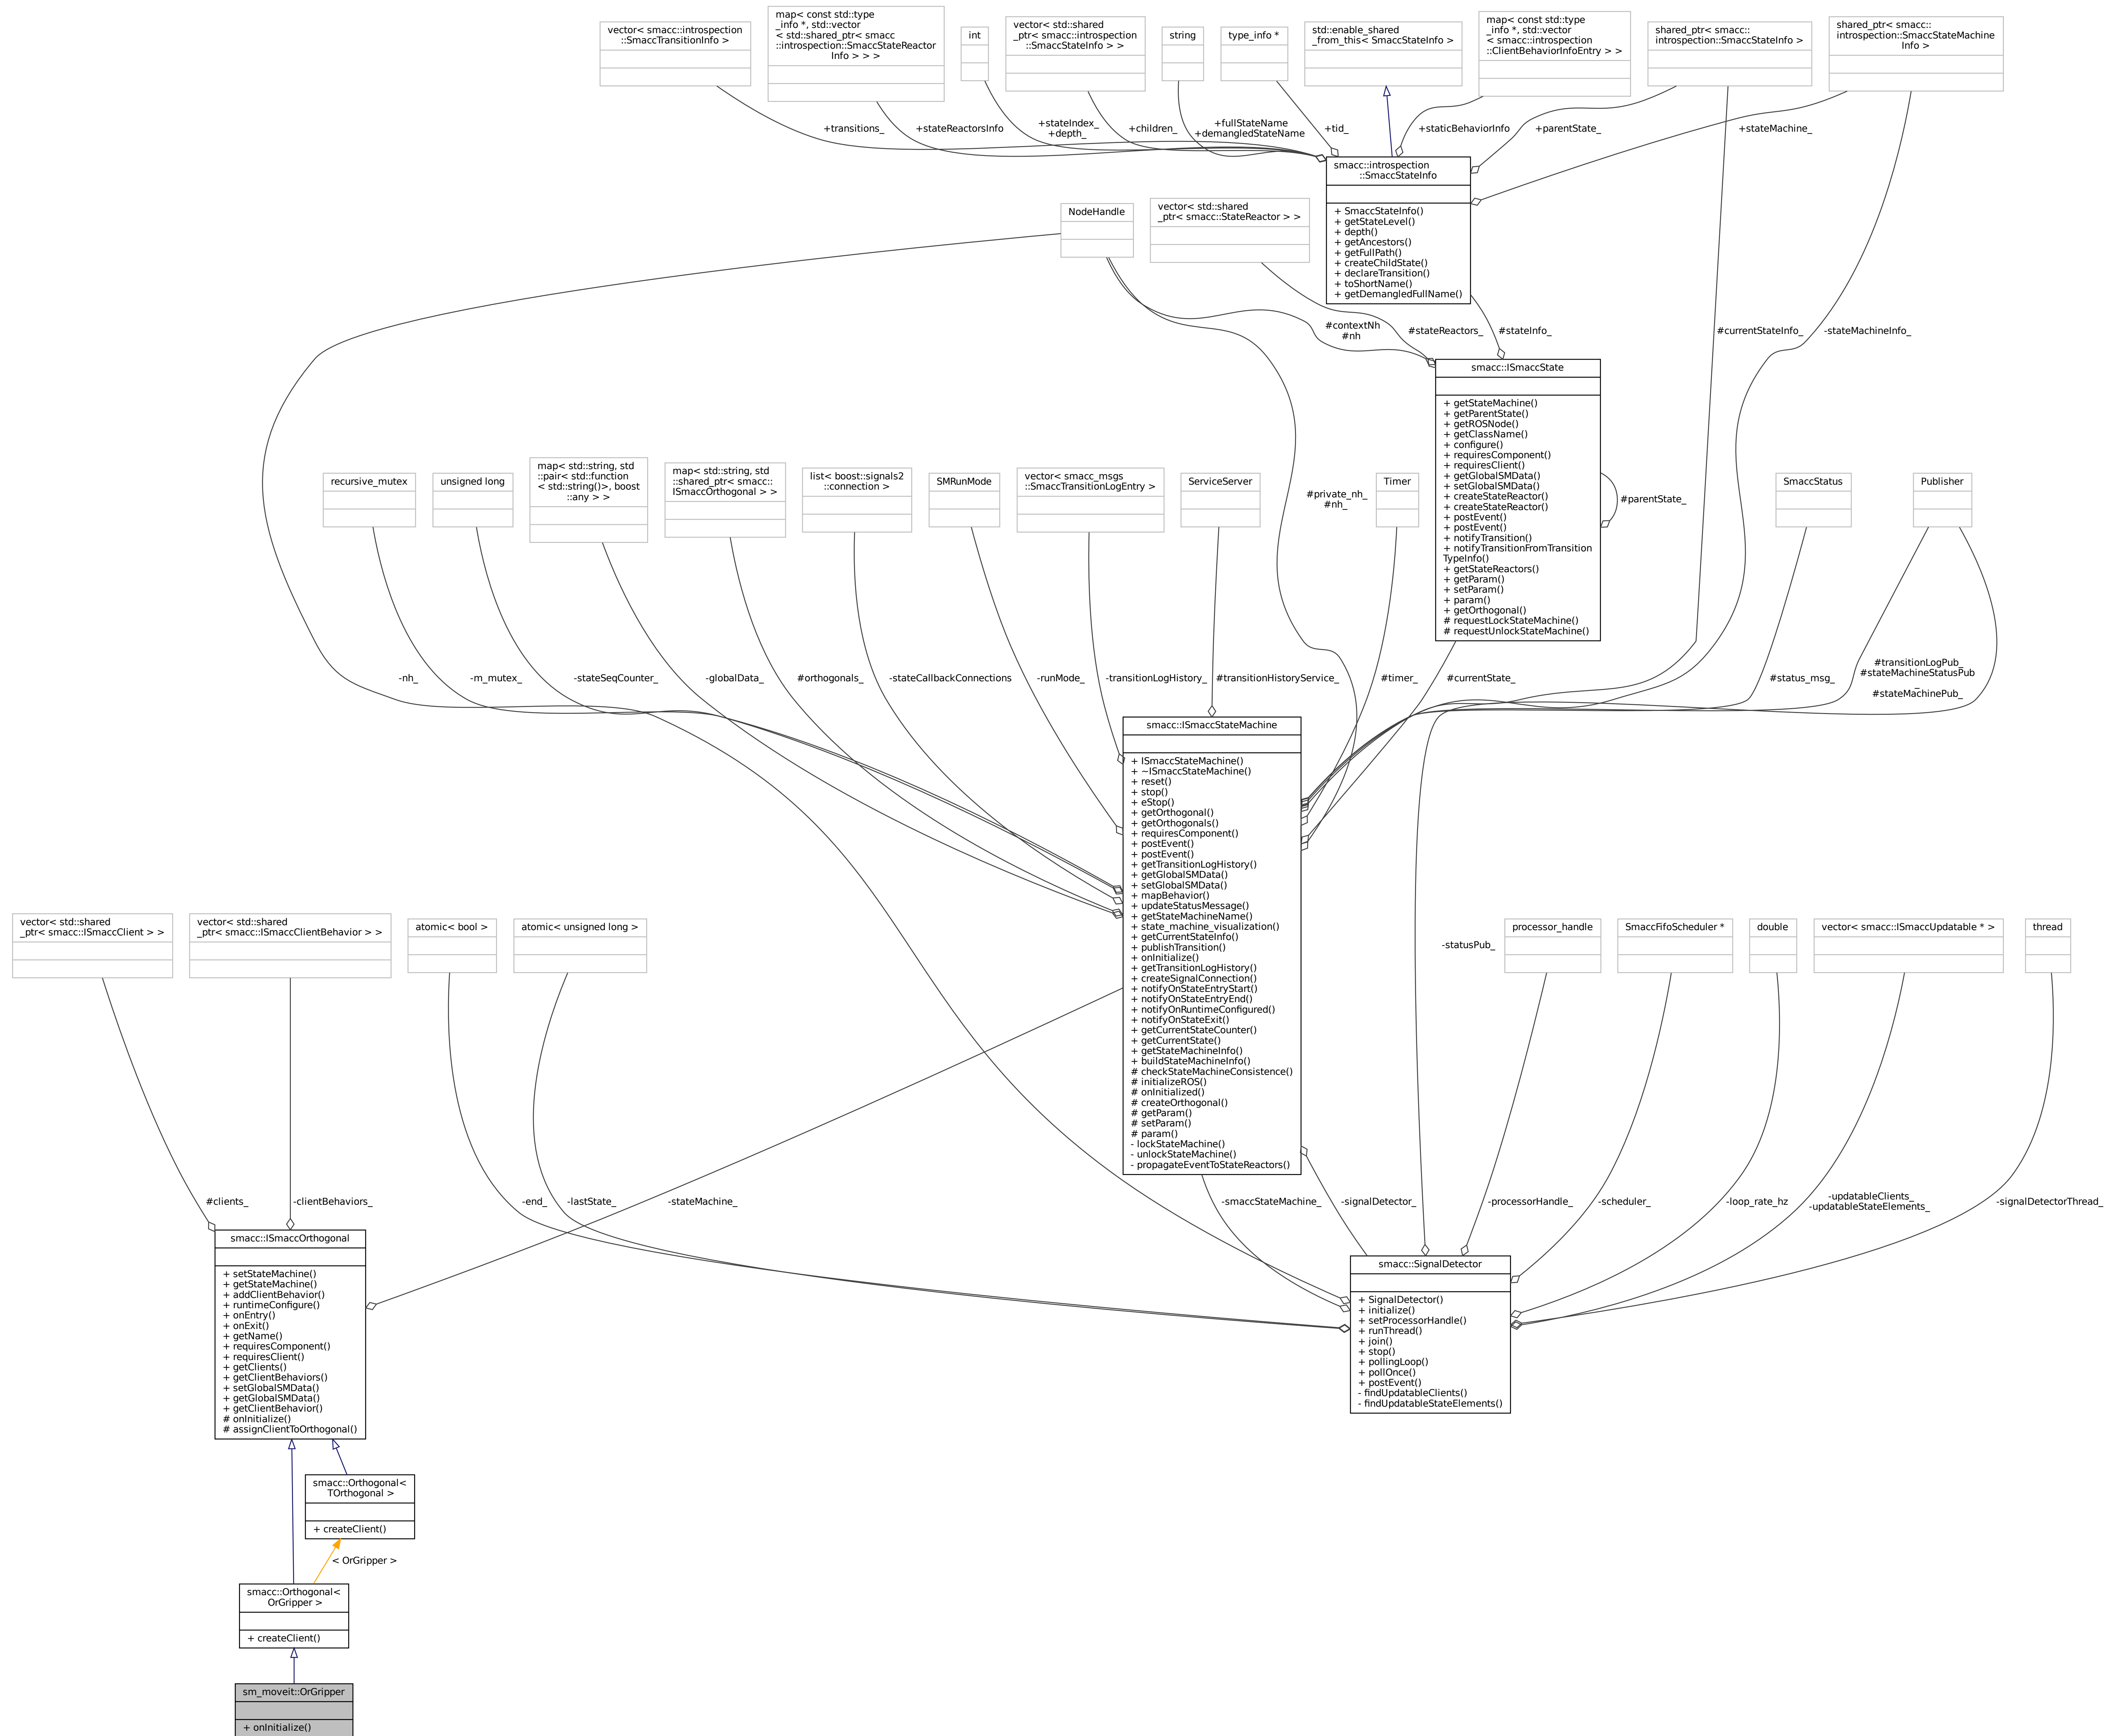 vector< smacc::introspection
::SmaccTransitionInfo >
map< const std::type
_info *, std::vector
< std::shared_ptr< smacc
::introspection::SmaccStateReactor
Info > > >
int
vector< std::shared
_ptr< smacc::introspection
::SmaccStateInfo > >
string
type_info *
std::enable_shared
_from_this< SmaccStateInfo >
map< const std::type
_info *, std::vector
< smacc::introspection
::ClientBehaviorInfoEntry > >
shared_ptr< smacc::
introspection::SmaccStateInfo >
shared_ptr< smacc::
introspection::SmaccStateMachine
Info >
+transitions_
+stateReactorsInfo
+stateIndex_
+depth_
+children_
+fullStateName
+demangledStateName
+tid_
+staticBehaviorInfo
+parentState_
+stateMachine_
smacc::introspection
::SmaccStateInfo
+ SmaccStateInfo()
+ getStateLevel()
+ depth()
+ getAncestors()
+ getFullPath()
+ createChildState()
+ declareTransition()
+ toShortName()
+ getDemangledFullName()
NodeHandle
vector< std::shared
_ptr< smacc::StateReactor > >
#contextNh
#nh
#stateReactors_
#stateInfo_
#currentStateInfo_
-stateMachineInfo_
smacc::ISmaccState
+ getStateMachine()
+ getParentState()
+ getROSNode()
+ getClassName()
+ configure()
+ requiresComponent()
+ requiresClient()
+ getGlobalSMData()
+ setGlobalSMData()
+ createStateReactor()
+ createStateReactor()
+ postEvent()
+ postEvent()
+ notifyTransition()
+ notifyTransitionFromTransition
TypeInfo()
+ getStateReactors()
+ getParam()
+ setParam()
+ param()
+ getOrthogonal()
# requestLockStateMachine()
# requestUnlockStateMachine()
#parentState_
recursive_mutex
unsigned long
map< std::string, std
::pair< std::function
< std::string()>, boost
::any > >
map< std::string, std
::shared_ptr< smacc::
ISmaccOrthogonal > >
list< boost::signals2
::connection >
SMRunMode
vector< smacc_msgs
::SmaccTransitionLogEntry >
ServiceServer
#private_nh_
#nh_
Timer
SmaccStatus
Publisher
-nh_
-m_mutex_
-stateSeqCounter_
-globalData_
#orthogonals_
-stateCallbackConnections
-runMode_
-transitionLogHistory_
#transitionHistoryService_
#timer_
#currentState_
#status_msg_
#transitionLogPub_
#stateMachineStatusPub
_
#stateMachinePub_
smacc::ISmaccStateMachine
+ ISmaccStateMachine()
+ ~ISmaccStateMachine()
+ reset()
+ stop()
+ eStop()
+ getOrthogonal()
+ getOrthogonals()
+ requiresComponent()
+ postEvent()
+ postEvent()
+ getTransitionLogHistory()
+ getGlobalSMData()
+ setGlobalSMData()
+ mapBehavior()
+ updateStatusMessage()
+ getStateMachineName()
+ state_machine_visualization()
+ getCurrentStateInfo()
+ publishTransition()
+ onInitialize()
+ getTransitionLogHistory()
+ createSignalConnection()
+ notifyOnStateEntryStart()
+ notifyOnStateEntryEnd()
+ notifyOnRuntimeConfigured()
+ notifyOnStateExit()
+ getCurrentStateCounter()
+ getCurrentState()
+ getStateMachineInfo()
+ buildStateMachineInfo()
# checkStateMachineConsistence()
# initializeROS()
# onInitialized()
# createOrthogonal()
# getParam()
# setParam()
# param()
- lockStateMachine()
- unlockStateMachine()
- propagateEventToStateReactors()
vector< std::shared
_ptr< smacc::ISmaccClient > >
vector< std::shared
_ptr< smacc::ISmaccClientBehavior > >
atomic< bool >
atomic< unsigned long >
-statusPub_
processor_handle
SmaccFifoScheduler *
double
vector< smacc::ISmaccUpdatable * >
thread
#clients_
-clientBehaviors_
-end_
-lastState_
-stateMachine_
-smaccStateMachine_
-signalDetector_
-processorHandle_
-scheduler_
-loop_rate_hz
-updatableClients_
-updatableStateElements_
-signalDetectorThread_
smacc::ISmaccOrthogonal
+ setStateMachine()
+ getStateMachine()
+ addClientBehavior()
+ runtimeConfigure()
+ onEntry()
+ onExit()
+ getName()
+ requiresComponent()
+ requiresClient()
+ getClients()
+ getClientBehaviors()
+ setGlobalSMData()
+ getGlobalSMData()
+ getClientBehavior()
# onInitialize()
# assignClientToOrthogonal()
smacc::SignalDetector
+ SignalDetector()
+ initialize()
+ setProcessorHandle()
+ runThread()
+ join()
+ stop()
+ pollingLoop()
+ pollOnce()
+ postEvent()
- findUpdatableClients()
- findUpdatableStateElements()
smacc::Orthogonal<
TOrthogonal >
+ createClient()
< OrGripper >
smacc::Orthogonal<
OrGripper >
+ createClient()
sm_moveit::OrGripper
+ onInitialize()